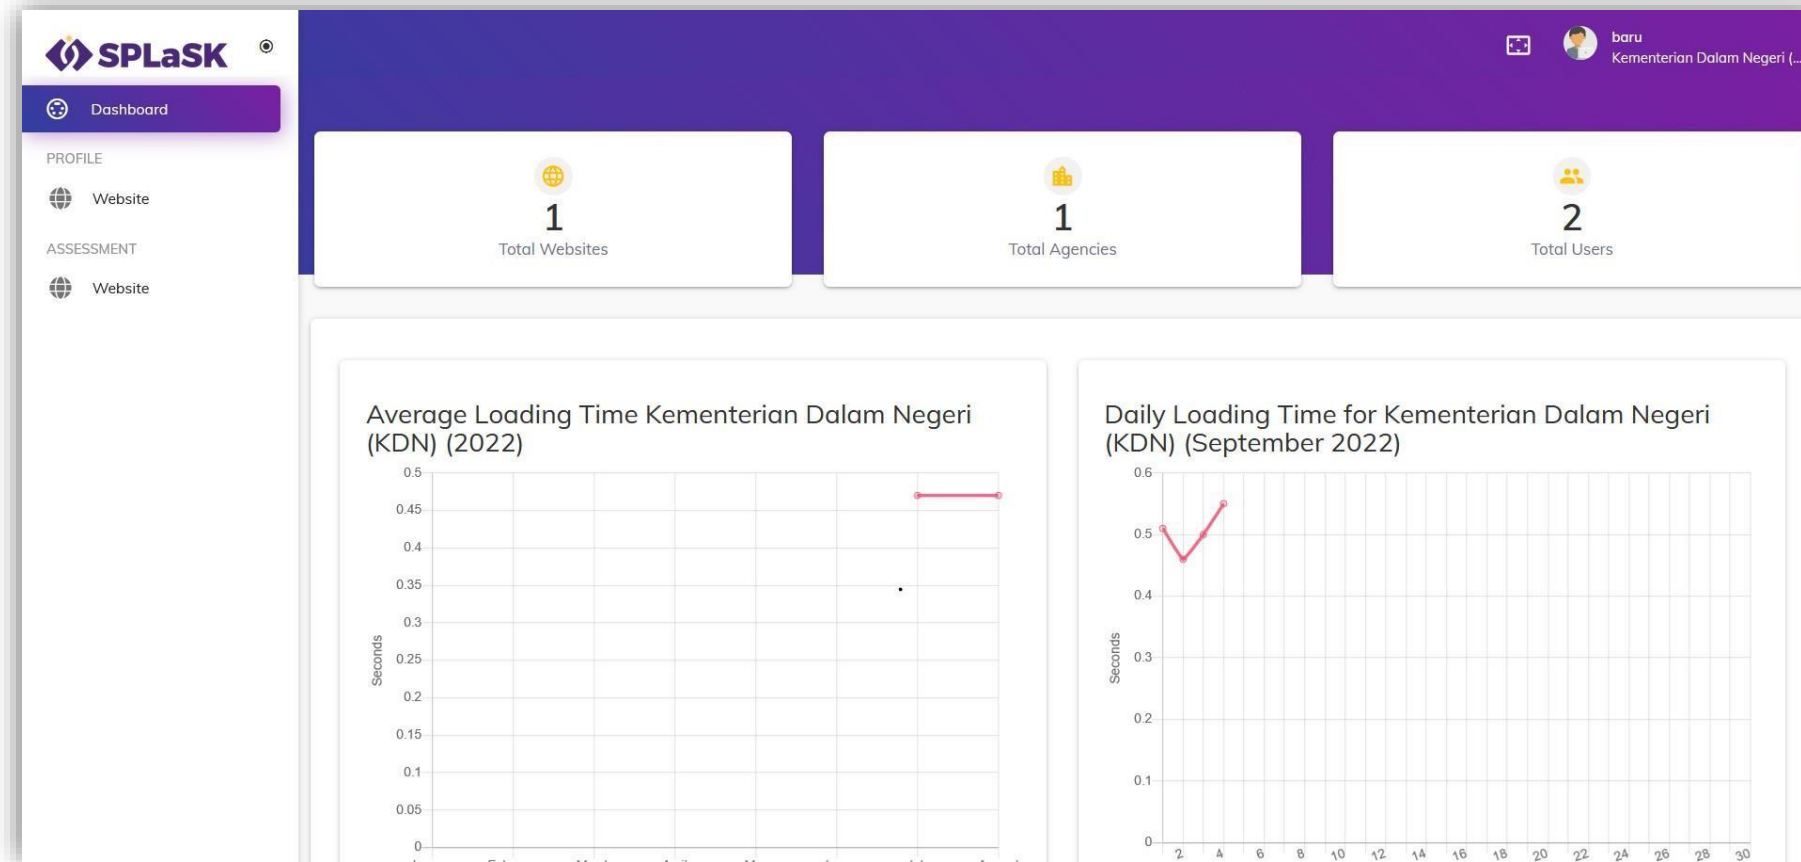 SPLaSK
baru
Kementerian Dalam Negeri (...
Dashboard
PROFILE
Website
ASSESSMENT
Website
1
Total Websites
1
Total Agencies
2
Total Users
Average Loading Time Kementerian Dalam Negeri
(KDN) (2022)
0.5
0.45
0.4
0.35
0.3
0.25
0.2
0.15
0.1
0.05
0
Seconds
Daily Loading Time for Kementerian Dalam Negeri
(KDN) (September 2022)
0.6
0.5
0.4
0.3
0.2
0.1
0
Seconds
2 4 6 8 10 12 14 16 18 20 22 24 26 28 30